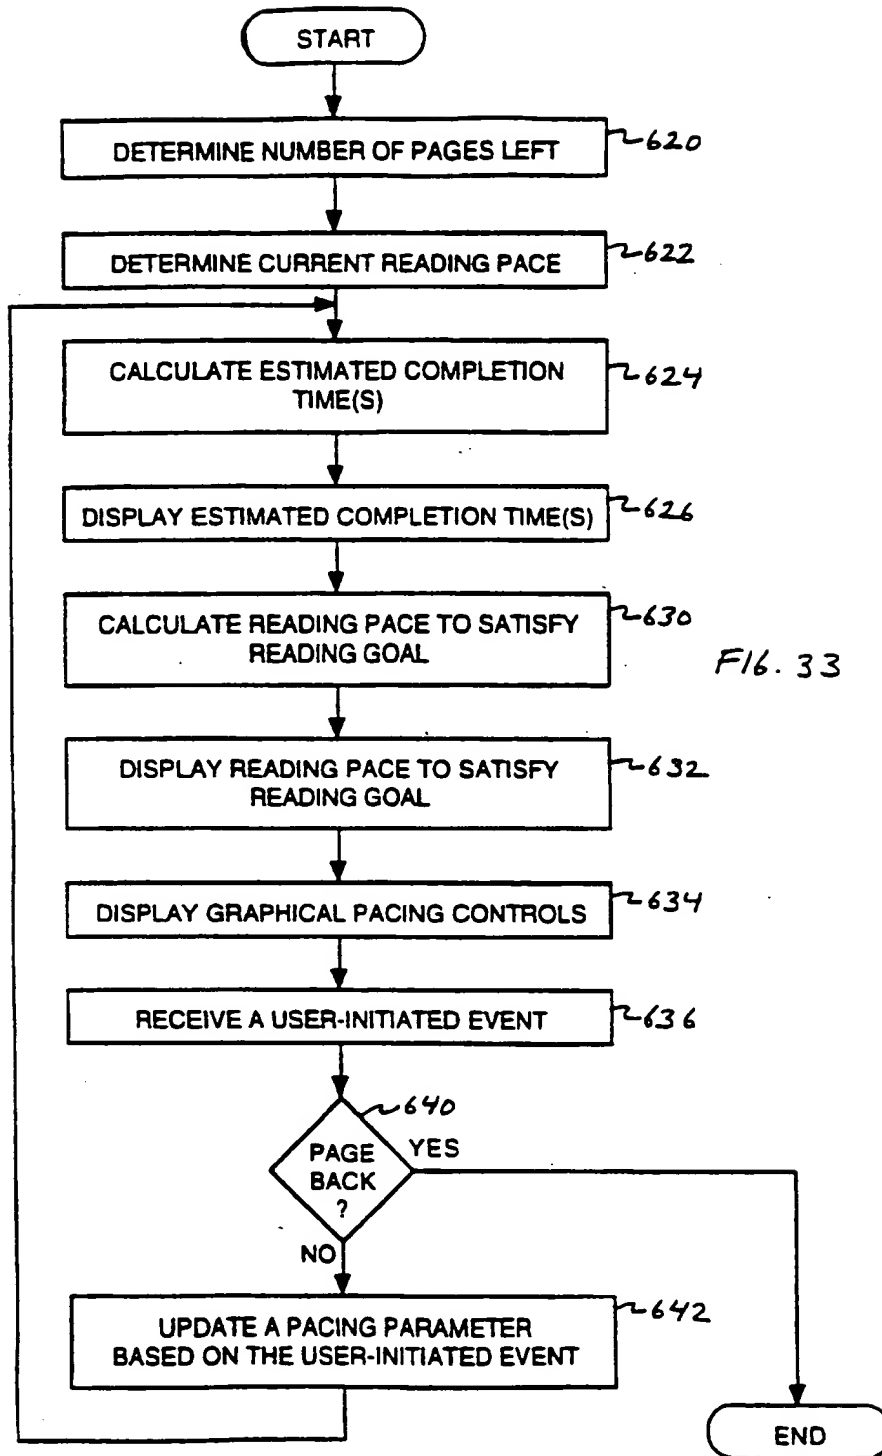 START
DETERMINE NUMBER OF PAGES LEFT
620
DETERMINE CURRENT READING PACE
622
CALCULATE ESTIMATED COMPLETION
TIME(S)
624
DISPLAY ESTIMATED COMPLETION TIME(S)
626
CALCULATE READING PACE TO SATISFY
READING GOAL
630
FIG. 33
DISPLAY READING PACE TO SATISFY
READING GOAL
632
DISPLAY GRAPHICAL PACING CONTROLS
634
RECEIVE A USER-INITIATED EVENT
636
640
PAGE
BACK
?
YES
NO
UPDATE A PACING PARAMETER
BASED ON THE USER-INITIATED EVENT
642
END